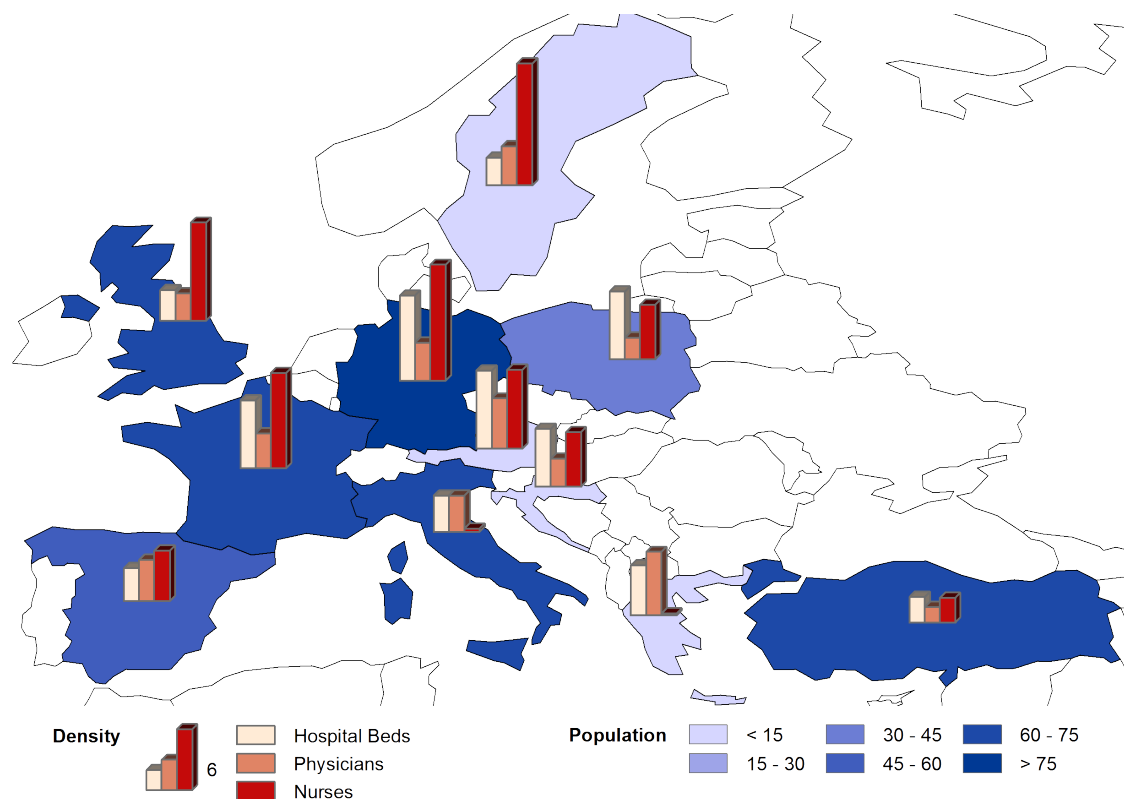 Density
6
Hospital Beds
Physicians
Nurses
Population
< 15
15 - 30
30 - 45
45 - 60
60 - 75
> 75